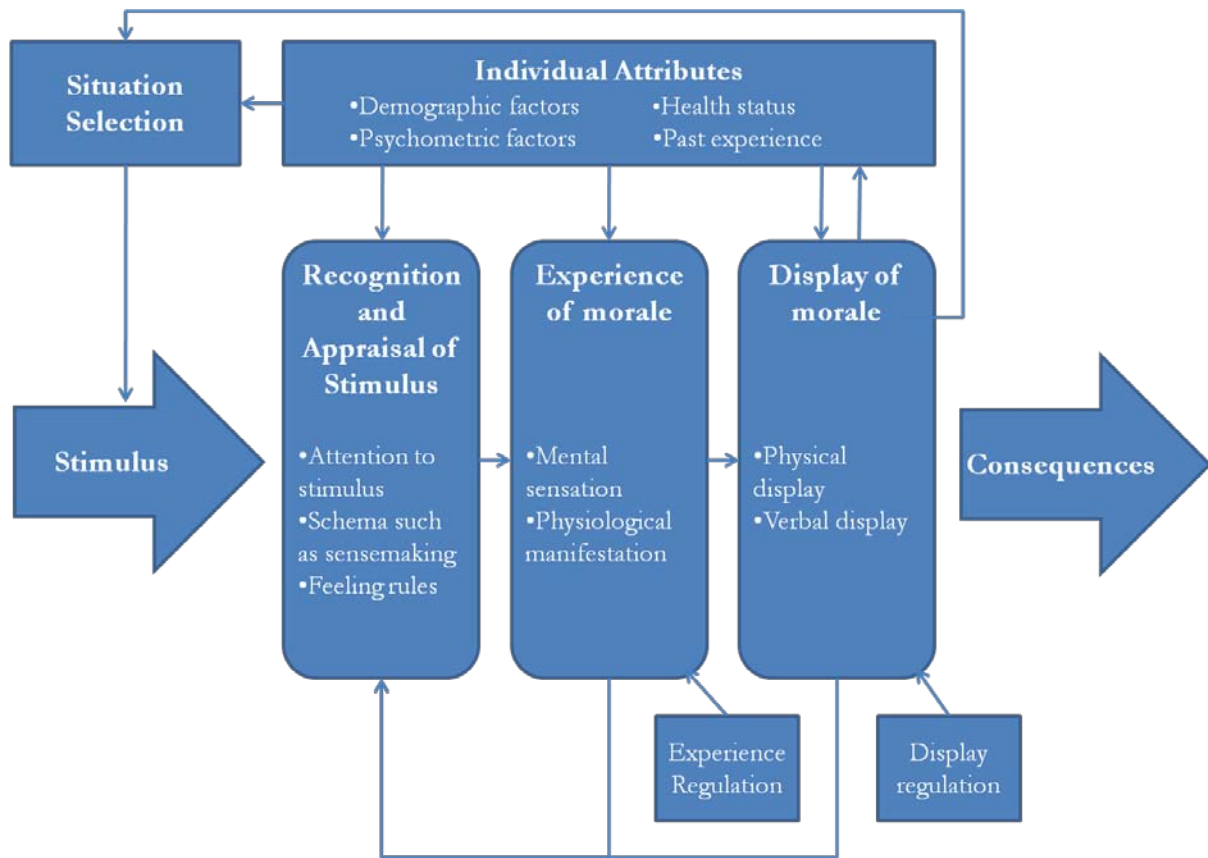 Situation
Selection
Individual Attributes
•Demographic factors
•Health status
•Psychometric factors
•Past experience
Recognition
and
Appraisal of
Stimulus
•Attention to
stimulus
•Schema such
as sensemaking
•Feeling rules
Experience
of morale
•Mental
sensation
•Physiological
manifestation
Display of
morale
•Physical
display
•Verbal display
Stimulus
Consequences
Experience
Regulation
Display
regulation